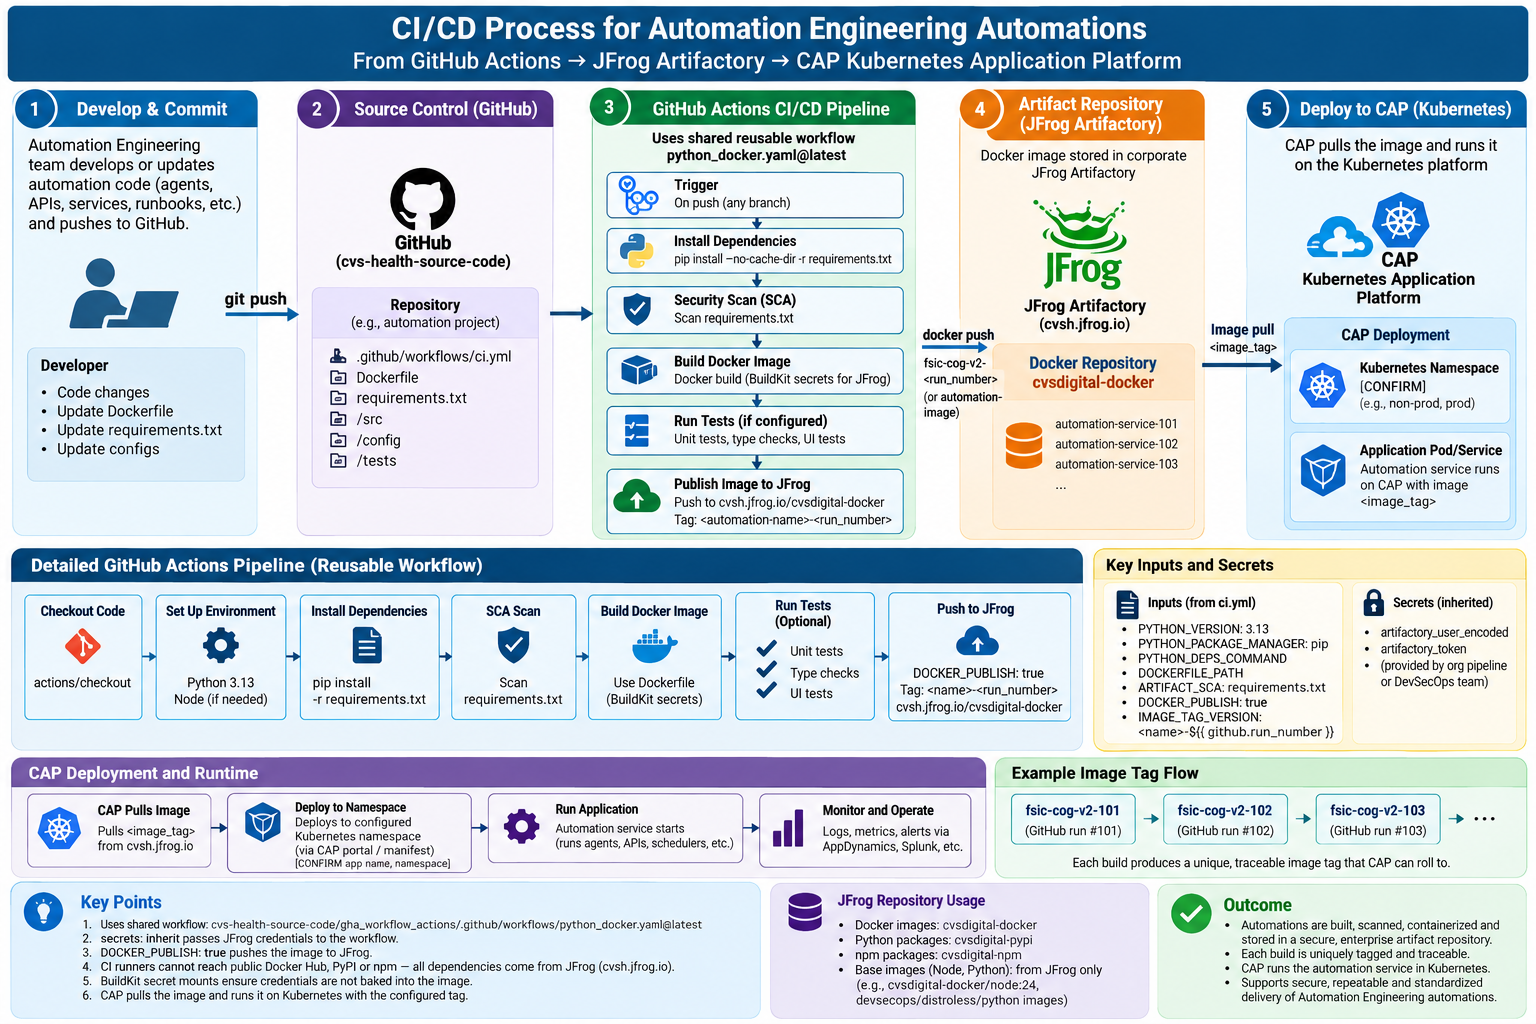 CI/CD Process for Automation Engineering Automations
From GitHub Actions → JFrog Artifactory → CAP Kubernetes Application Platform
1
Develop & Commit
Automation Engineering
team develops or updates
automation code (agents,
APIs, services, runbooks, etc.)
and pushes to GitHub.
Developer
• Code changes
• Update Dockerfile
• Update requirements.txt
• Update configs
git push
2
Source Control (GitHub)
GitHub
(cvs-health-source-code)
Repository
(e.g., automation project)
.github/workflows/ci.yml
Dockerfile
requirements.txt
/src
/config
/tests
3
GitHub Actions CI/CD Pipeline
Uses shared reusable workflow
python_docker.yaml@latest
Trigger
On push (any branch)
Install Dependencies
pip install –no-cache-dir -r requirements.txt
Security Scan (SCA)
Scan requirements.txt
Build Docker Image
Docker build (BuildKit secrets for JFrog)
Run Tests (if configured)
Unit tests, type checks, UI tests
Publish Image to JFrog
Push to cvsh.jfrog.io/cvsdigital-docker
Tag: <automation-name>-<run_number>
docker push
fsic-cog-v2-
<run_number>
(or automation-
image)
4
Artifact Repository
(JFrog Artifactory)
Docker image stored in corporate
JFrog Artifactory
JFrog
JFrog Artifactory
(cvsh.jfrog.io)
Docker Repository
cvsdigital-docker
automation-service-101
automation-service-102
automation-service-103
...
Image pull
<image_tag>
5
Deploy to CAP (Kubernetes)
CAP pulls the image and runs it
on the Kubernetes platform
CAP
Kubernetes Application
Platform
CAP Deployment
Kubernetes Namespace
[CONFIRM]
(e.g., non-prod, prod)
Application Pod/Service
Automation service runs
on CAP with image
<image_tag>
Detailed GitHub Actions Pipeline (Reusable Workflow)
Checkout Code
actions/checkout
Set Up Environment
Python 3.13
Node (if needed)
Install Dependencies
pip install
-r requirements.txt
SCA Scan
Scan
requirements.txt
Build Docker Image
Use Dockerfile
(BuildKit secrets)
Run Tests
(Optional)
Unit tests
Type checks
UI tests
Push to JFrog
DOCKER_PUBLISH: true
Tag: <name>-<run_number>
cvsh.jfrog.io/cvsdigital-docker
Key Inputs and Secrets
Inputs (from ci.yml)
• PYTHON_VERSION: 3.13
• PYTHON_PACKAGE_MANAGER: pip
• PYTHON_DEPS_COMMAND
• DOCKERFILE_PATH
• ARTIFACT_SCA: requirements.txt
• DOCKER_PUBLISH: true
• IMAGE_TAG_VERSION:
<name>-${{ github.run_number }}
Secrets (inherited)
• artifactory_user_encoded
• artifactory_token
• (provided by org pipeline
or DevSecOps team)
CAP Deployment and Runtime
CAP Pulls Image
Pulls <image_tag>
from cvsh.jfrog.io
Deploy to Namespace
Deploys to configured
Kubernetes namespace
(via CAP portal / manifest)
[CONFIRM app name, namespace]
Run Application
Automation service starts
(runs agents, APIs, schedulers, etc.)
Monitor and Operate
Logs, metrics, alerts via
AppDynamics, Splunk, etc.
Example Image Tag Flow
fsic-cog-v2-101
(GitHub run #101)
fsic-cog-v2-102
(GitHub run #102)
fsic-cog-v2-103
(GitHub run #103)
...
Each build produces a unique, traceable image tag that CAP can roll to.
Key Points
1. Uses shared workflow: cvs-health-source-code/gha_workflow_actions/.github/workflows/python_docker.yaml@latest
2. secrets: inherit passes JFrog credentials to the workflow.
3. DOCKER_PUBLISH: true pushes the image to JFrog.
4. CI runners cannot reach public Docker Hub, PyPI or npm — all dependencies come from JFrog (cvsh.jfrog.io).
5. BuildKit secret mounts ensure credentials are not baked into the image.
6. CAP pulls the image and runs it on Kubernetes with the configured tag.
JFrog Repository Usage
• Docker images: cvsdigital-docker
• Python packages: cvsdigital-pypi
• npm packages: cvsdigital-npm
• Base images (Node, Python): from JFrog only
(e.g., cvsdigital-docker/node:24,
devsecops/distroless/python images)
Outcome
• Automations are built, scanned, containerized and
stored in a secure, enterprise artifact repository.
• Each build is uniquely tagged and traceable.
• CAP runs the automation service in Kubernetes.
• Supports secure, repeatable and standardized
delivery of Automation Engineering automations.